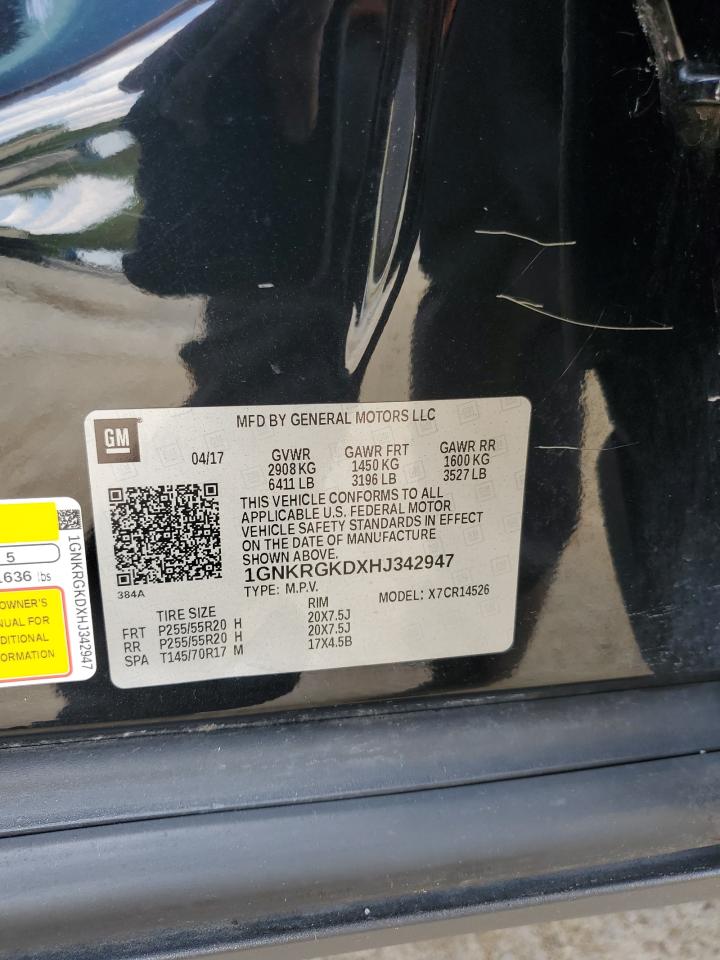 MFD BY GENERAL MOTORS LLC
GM
04/17 GVWR GAWR FRT GAWR RR
2908 KG 1450 KG 1600 KG
6411 LB 3196 LB 3527 LB
THIS VEHICLE CONFORMS TO ALL
APPLICABLE U.S. FEDERAL MOTOR
VEHICLE SAFETY STANDARDS IN EFFECT
ON THE DATE OF MANUFACTURE
SHOWN ABOVE.
1GNKRGKDXHJ342947
384A
TYPE: M.P.V. MODEL: X7CR14526
TIRE SIZE RIM
FRT P255/55R20 H 20X7.5J
RR P255/55R20 H 20X7.5J
SPA T145/70R17 M 17X4.5B
5
1636 lbs
OWNER'S
NUAL FOR
DITIONAL
FORMATION
1GNKRGKDXHJ342947